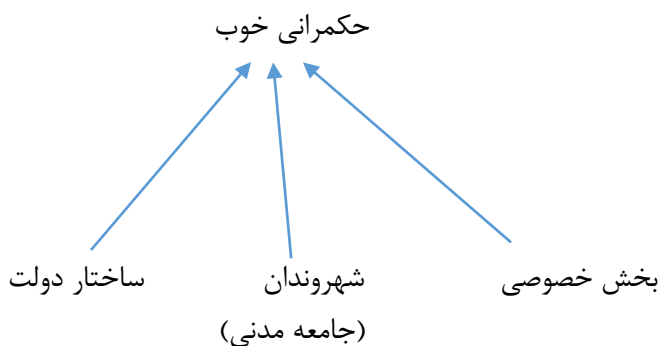 حکمرانی خوب
بخش خصوصی
شهروندان
(جامعه مدنی)
ساختار دولت